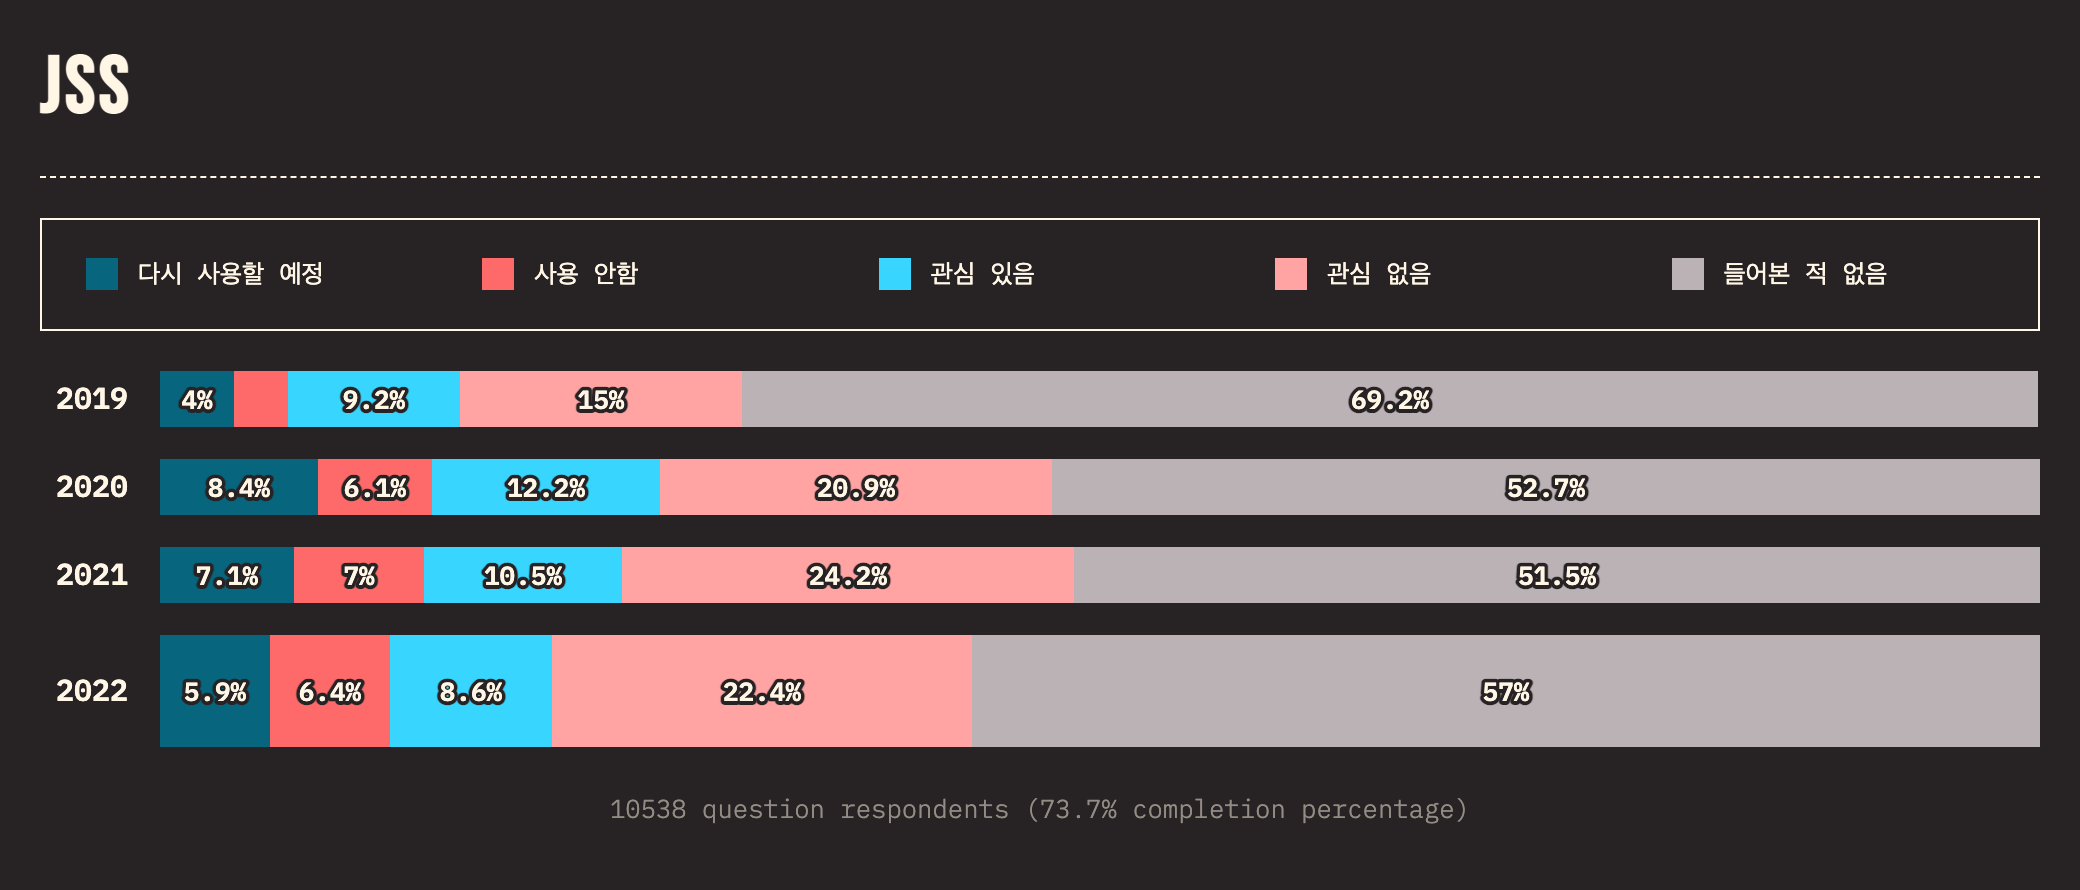 JSS
다시 사용할 예정 사용 안함 관심 있음 관심 없음 들어본 적 없음
2019 4% 9.2% 15% 69.2%
2020 8.4% 6.1% 12.2% 20.9% 52.7%
2021 7.1% 7% 10.5% 24.2% 51.5%
2022 5.9% 6.4% 8.6% 22.4% 57%
10538 question respondents (73.7% completion percentage)